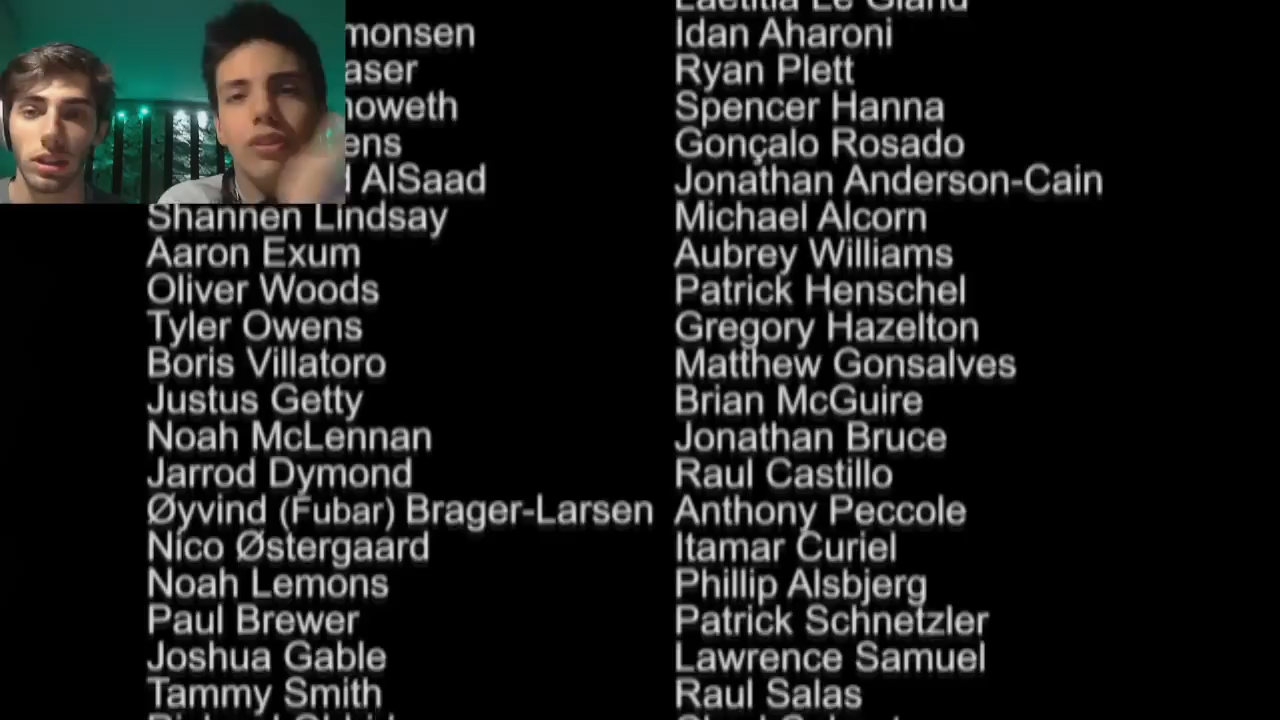 Idan Aharoni
Ryan Plett
Spencer Hanna
AlSaad
Gonçalo Rosado
Jonathan Anderson-Cain
Shannen Lindsay
Aaron Exum
Oliver Woods
Tyler Owens
Boris Villatoro
Justus Getty
Noah McLennan
Jarrod Dymond
Øyvind (Fubar) Brager-Larsen
Nico Østergaard
Noah Lemons
Paul Brewer
Joshua Gable
Tammy Smith
Michael Alcorn
Aubrey Williams
Patrick Henschel
Gregory Hazelton
Matthew Gonsalves
Brian McGuire
Jonathan Bruce
Raul Castillo
Anthony Peccole
Itamar Curiel
Phillip Alsbjerg
Patrick Schnetzler
Lawrence Samuel
Raul Salas